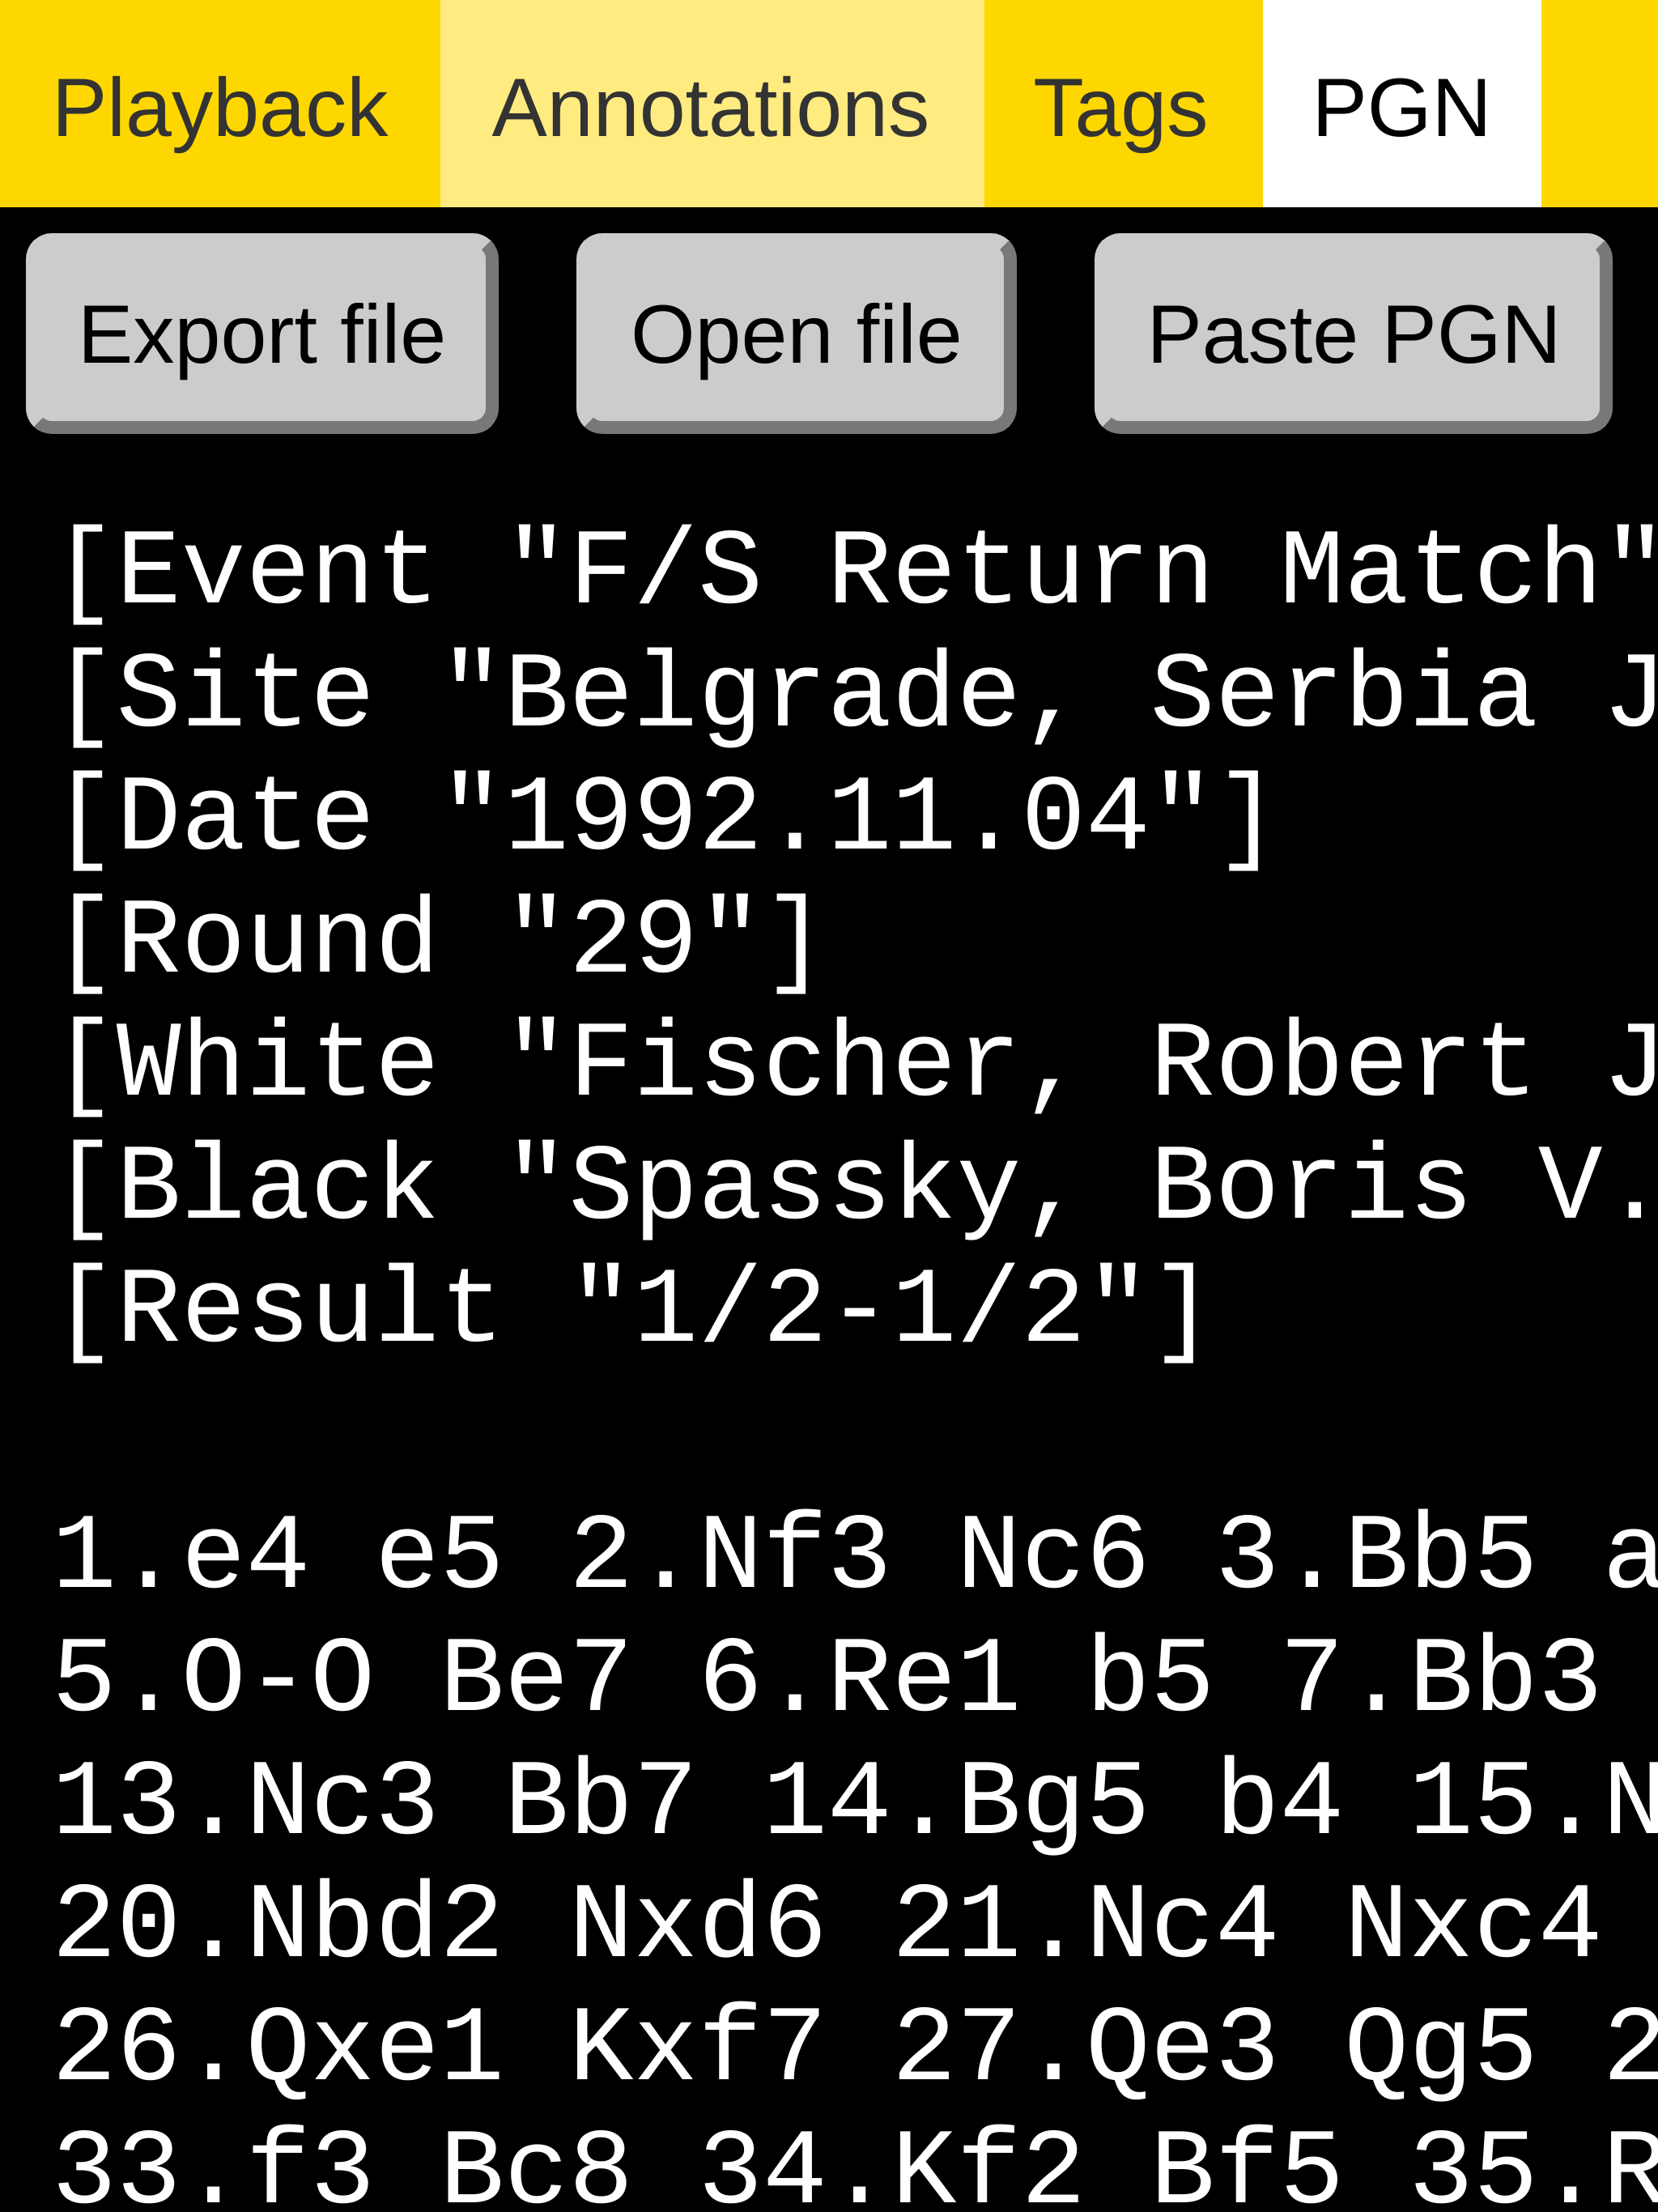 Playback Annotations Tags PGN
Export file Open file Paste PGN
[Event "F/S Return Match"
[Site "Belgrade, Serbia J
[Date "1992.11.04"]
[Round "29"]
[White "Fischer, Robert J
[Black "Spassky, Boris V.
[Result "1/2-1/2"]
1.e4 e5 2.Nf3 Nc6 3.Bb5 a
5.O-O Be7 6.Re1 b5 7.Bb3
13.Nc3 Bb7 14.Bg5 b4 15.N
20.Nbd2 Nxd6 21.Nc4 Nxc4
26.Qxe1 Kxf7 27.Qe3 Qg5 2
33.f3 Bc8 34.Kf2 Bf5 35.R